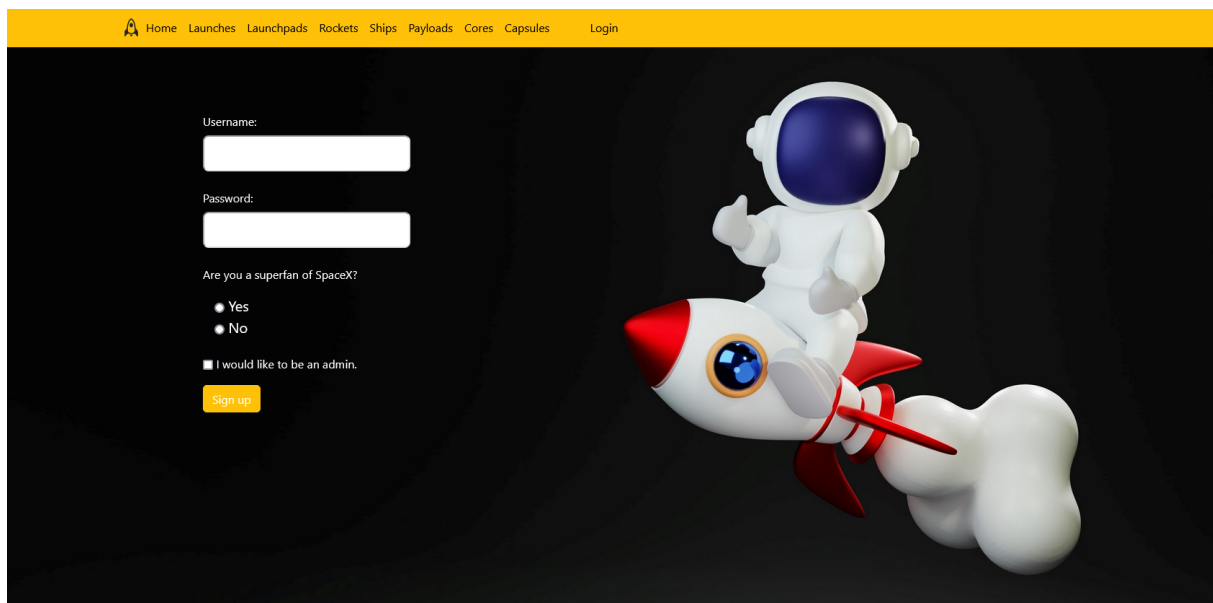 Home Launches Launchpads Rockets Ships Payloads Cores Capsules Login
Username:
Password:
Are you a superfan of SpaceX?
Yes
No
I would like to be an admin.
Sign up